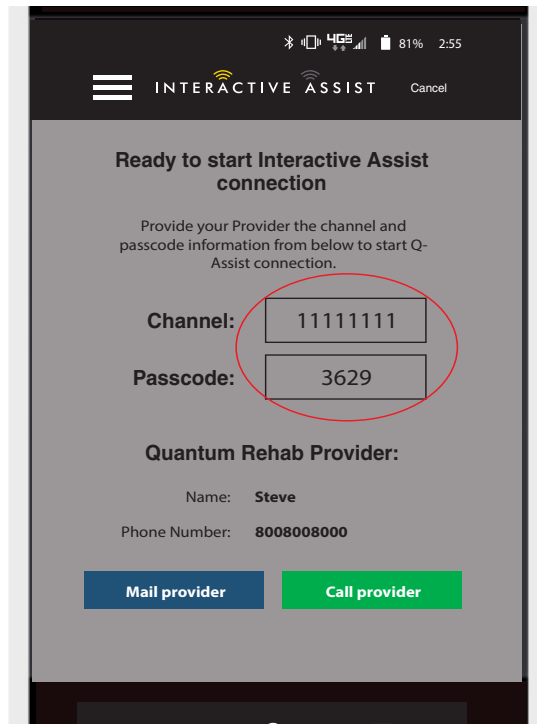 4G 81% 2:55
INTERACTIVE ASSIST Cancel
Ready to start Interactive Assist
connection
Provide your Provider the channel and
passcode information from below to start Q-
Assist connection.
Channel: 11111111
Passcode: 3629
Quantum Rehab Provider:
Name: Steve
Phone Number: 8008008000
Mail provider Call provider